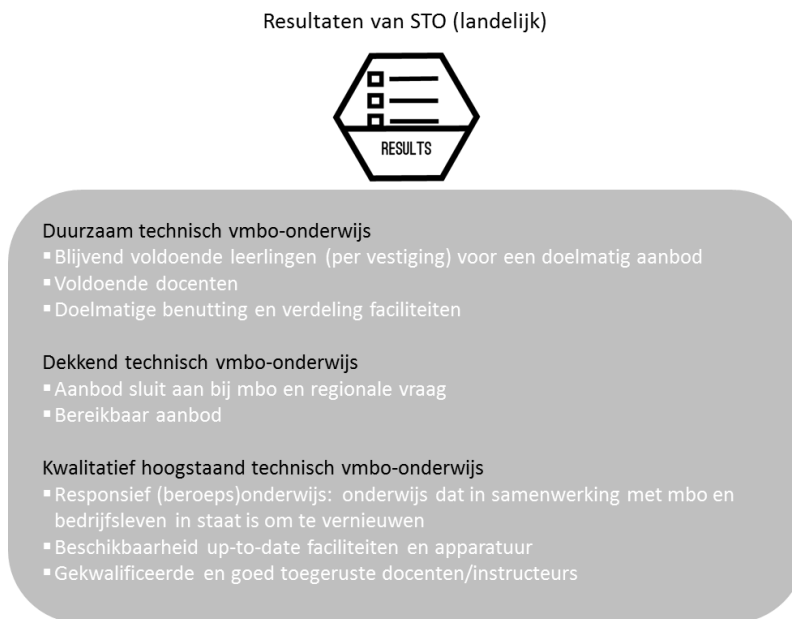 Resultaten van STO (landelijk)
RESULTS
Duurzaam technisch vmbo-onderwijs
▪ Blijvend voldoende leerlingen (per vestiging) voor een doelmatig aanbod
▪ Voldoende docenten
▪ Doelmatige benutting en verdeling faciliteiten
Dekkend technisch vmbo-onderwijs
▪ Aanbod sluit aan bij mbo en regionale vraag
▪ Bereikbaar aanbod
Kwalitatief hoogstaand technisch vmbo-onderwijs
▪ Responsief (beroeps)onderwijs: onderwijs dat in samenwerking met mbo en
bedrijfsleven in staat is om te vernieuwen
▪ Beschikbaarheid up-to-date faciliteiten en apparatuur
▪ Gekwalificeerde en goed toegeruste docenten/instructeurs